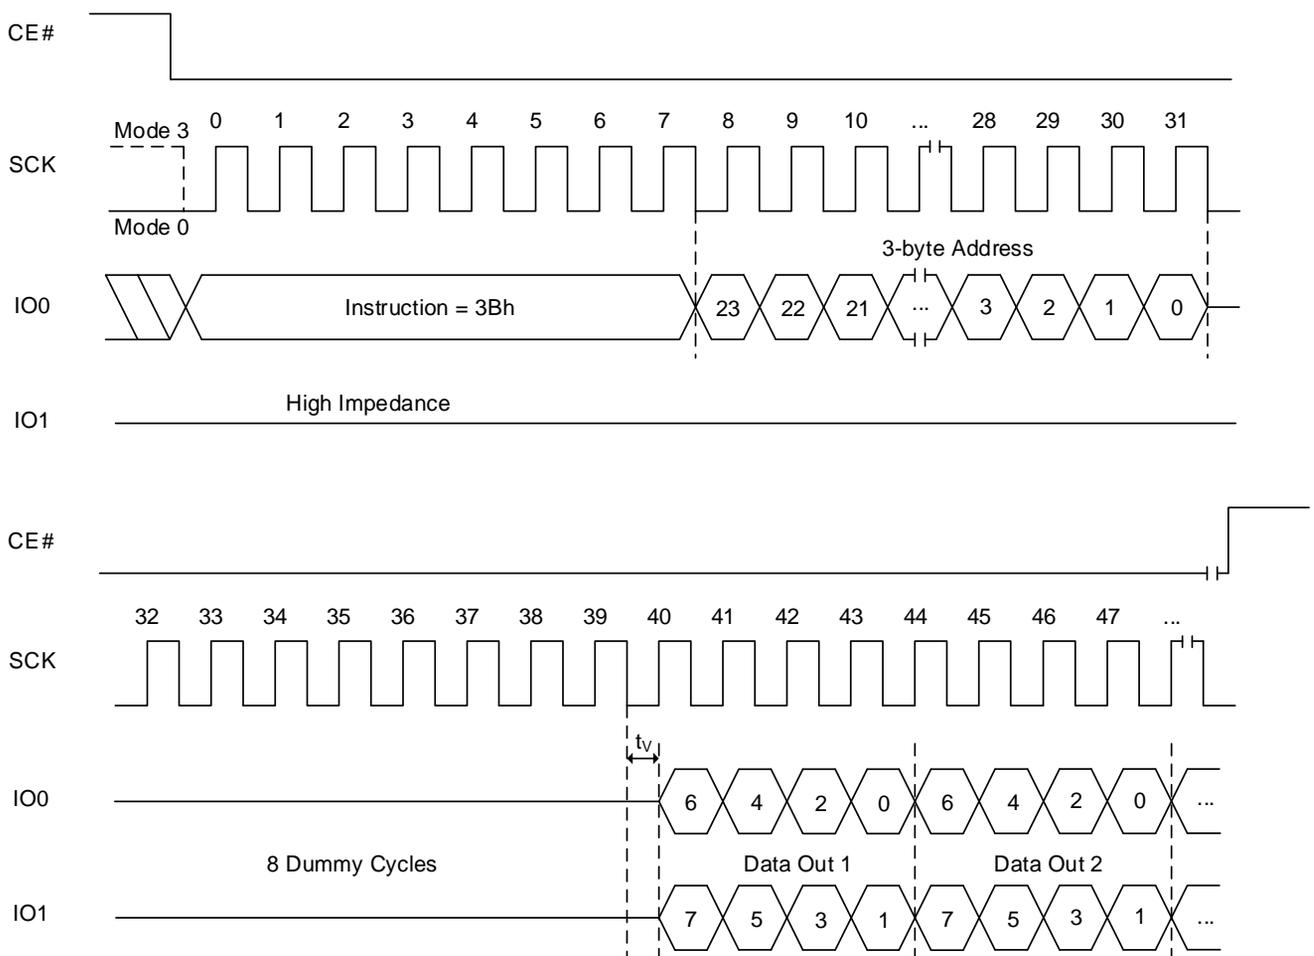 CE#
Mode 3 0 1 2 3 4 5 6 7 8 9 10 ... 28 29 30 31
SCK
Mode 0
3-byte Address
IO0 Instruction = 3Bh 23 22 21 ... 3 2 1 0
High Impedance
IO1
CE#
32 33 34 35 36 37 38 39 40 41 42 43 44 45 46 47 ...
SCK
tV
IO0 6 4 2 0 6 4 2 0 ...
8 Dummy Cycles Data Out 1 Data Out 2
IO1 7 5 3 1 7 5 3 1 ...